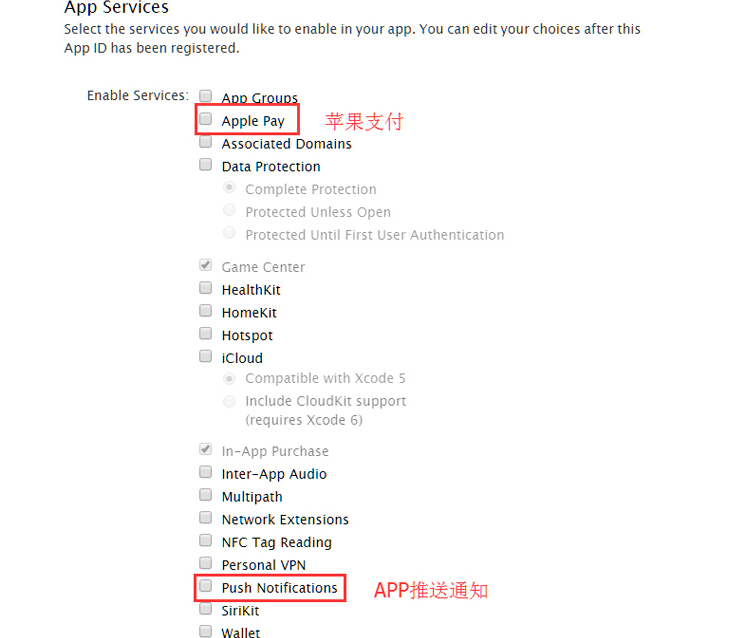 App Services
Select the services you would like to enable in your app. You can edit your choices after this
App ID has been registered.
Enable Services:
App Groups
Apple Pay 苹果支付
Associated Domains
Data Protection
Complete Protection
Protected Unless Open
Protected Until First User Authentication
Game Center
HealthKit
HomeKit
Hotspot
iCloud
Compatible with Xcode 5
Include CloudKit support
(requires Xcode 6)
In-App Purchase
Inter-App Audio
Multipath
Network Extensions
NFC Tag Reading
Personal VPN
Push Notifications APP推送通知
SiriKit
Wallet